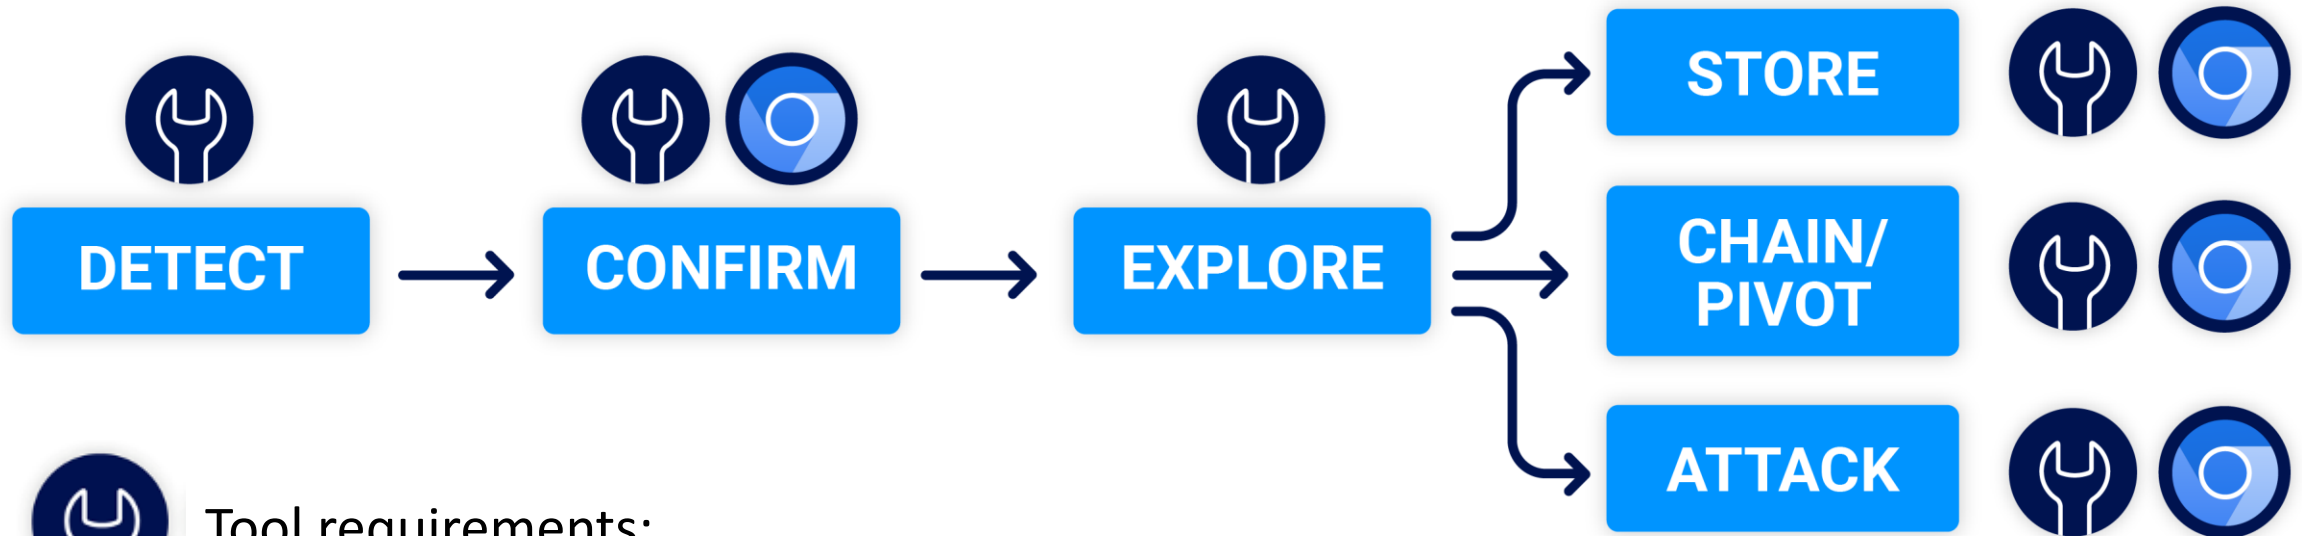 DETECT
CONFIRM
EXPLORE
STORE
CHAIN/
PIVOT
ATTACK
Tool requirements: